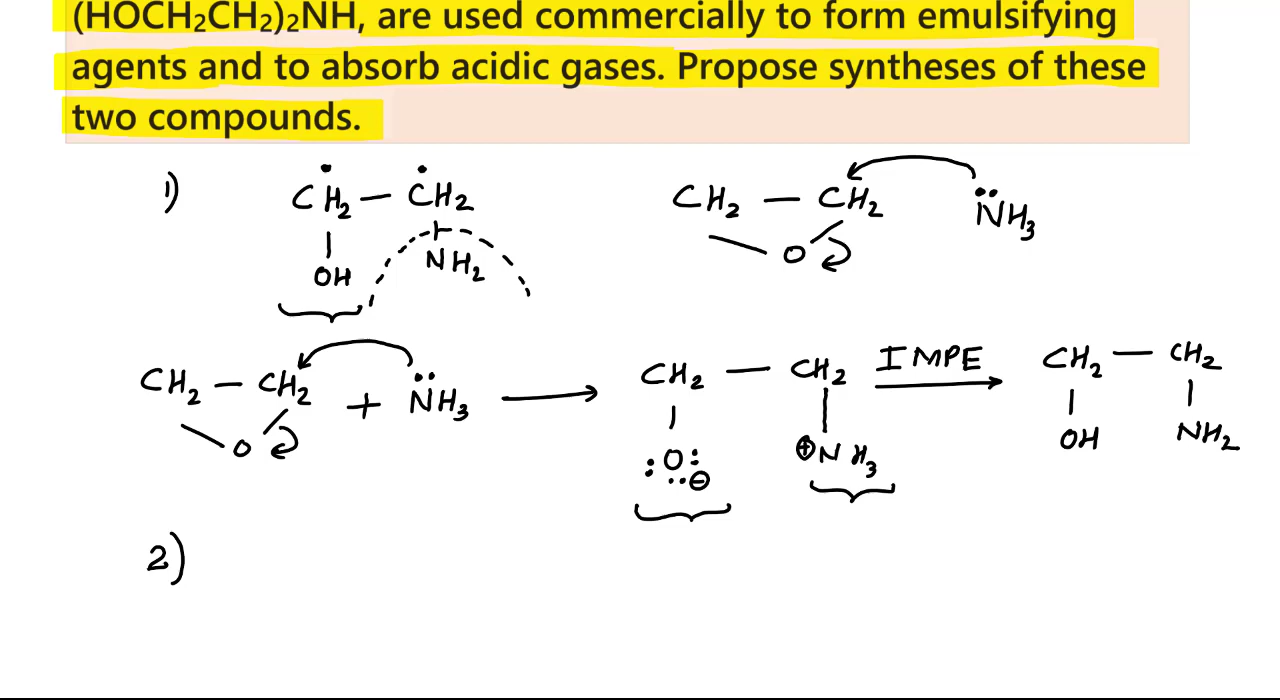 (HOCH₂CH₂)₂NH, are used commercially to form emulsifying
agents and to absorb acidic gases. Propose syntheses of these
two compounds.
1) CH₂ — CH₂ CH₂ — CH₂ N̈H₃
OH NH₂ O
CH₂ — CH₂ + N̈H₃ ⟶ CH₂ — CH₂ IMPE ⟶ CH₂ — CH₂
O :O: ⊖ ⊕NH₃ OH NH₂
2)